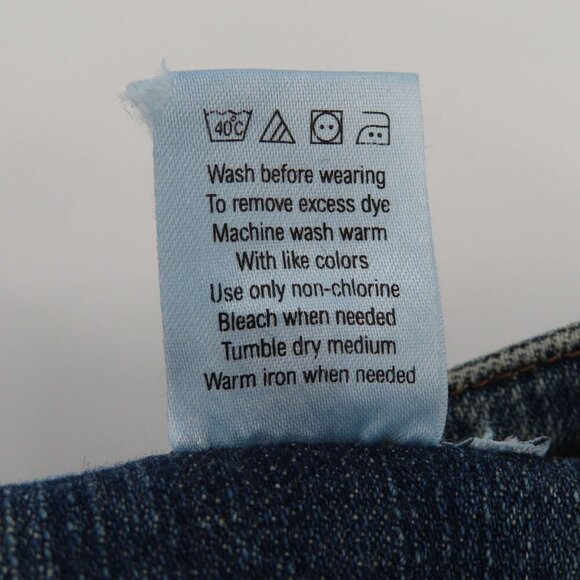 40°C
Wash before wearing
To remove excess dye
Machine wash warm
With like colors
Use only non-chlorine
Bleach when needed
Tumble dry medium
Warm iron when needed